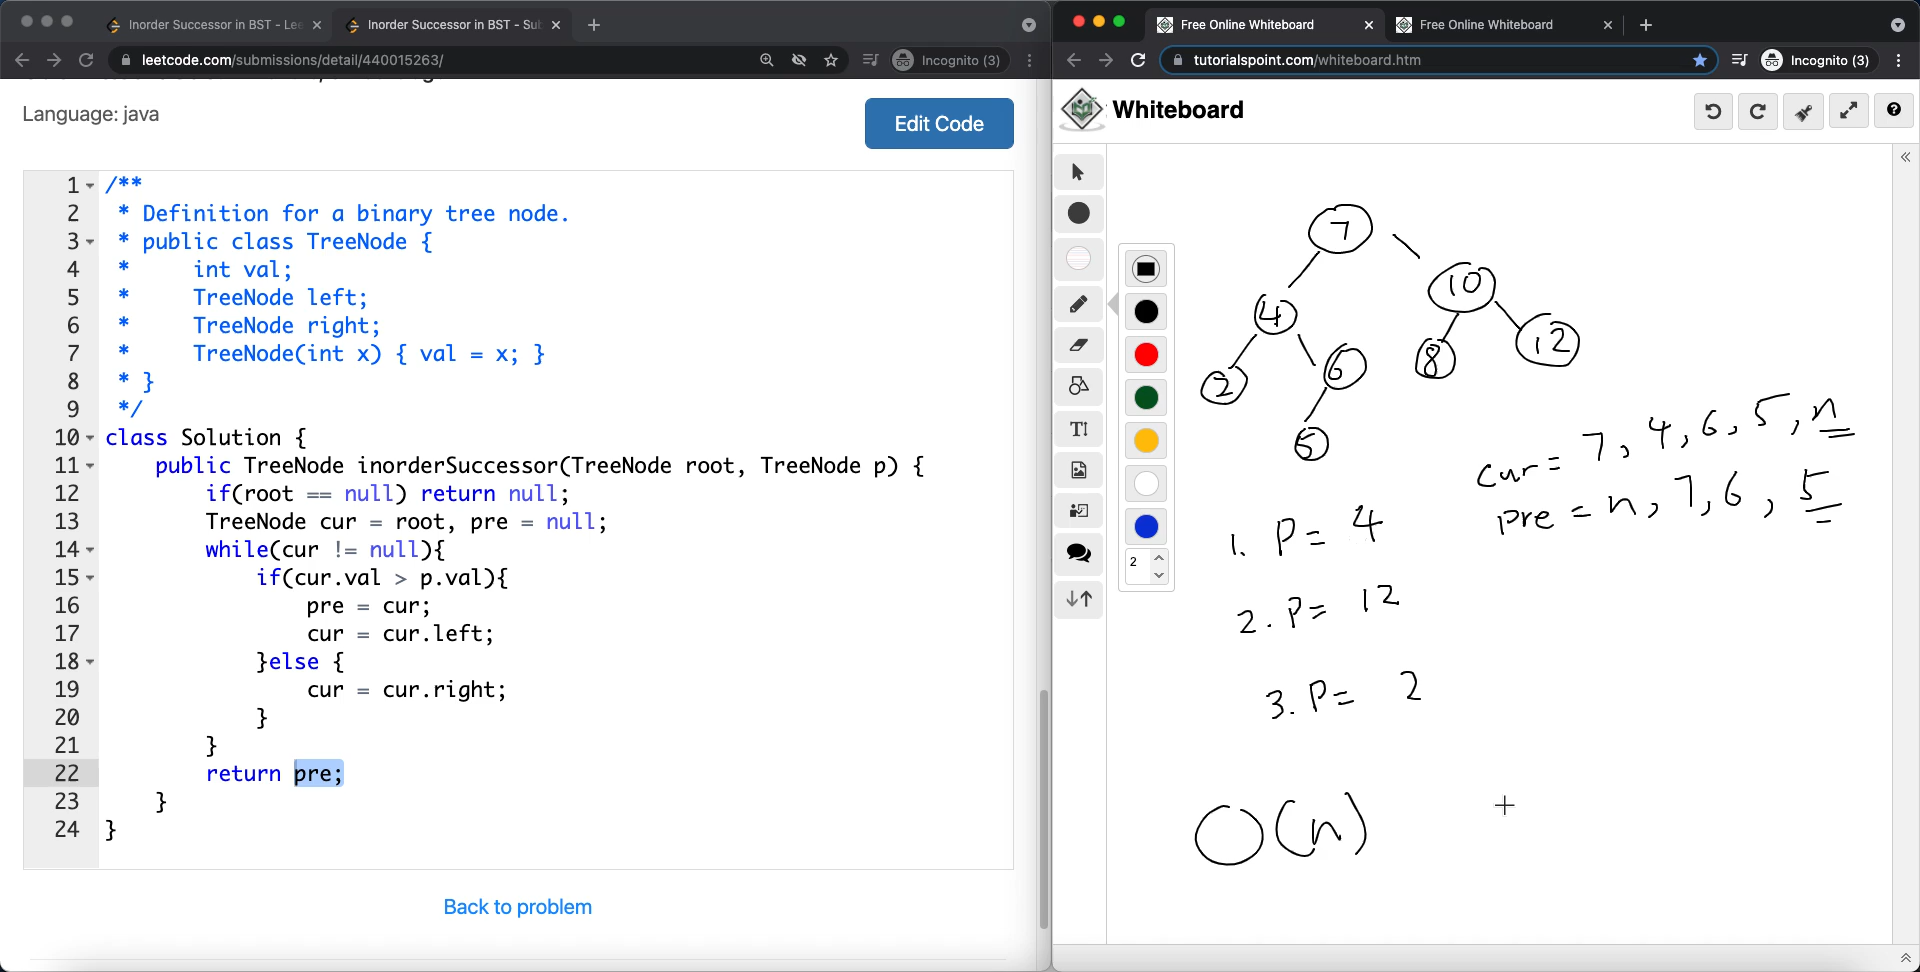 Inorder Successor in BST - Lee
Inorder Successor in BST - Sub
leetcode.com/submissions/detail/440015263/
Incognito (3)
Language: java
Edit Code
1 /**
2 * Definition for a binary tree node.
3 * public class TreeNode {
4 * int val;
5 * TreeNode left;
6 * TreeNode right;
7 * TreeNode(int x) { val = x; }
8 * }
9 */
10 class Solution {
11 public TreeNode inorderSuccessor(TreeNode root, TreeNode p) {
12 if(root == null) return null;
13 TreeNode cur = root, pre = null;
14 while(cur != null){
15 if(cur.val > p.val){
16 pre = cur;
17 cur = cur.left;
18 }else {
19 cur = cur.right;
20 }
21 }
22 return pre;
23 }
24 }
Back to problem
Free Online Whiteboard
Free Online Whiteboard
tutorialspoint.com/whiteboard.htm
Incognito (3)
Whiteboard
2
7
4
10
2
6
8
12
5
cur = 7, 4, 6, 5, n
pre = n, 7, 6, 5
1. P = 4
2. P = 12
3. P = 2
O(n)